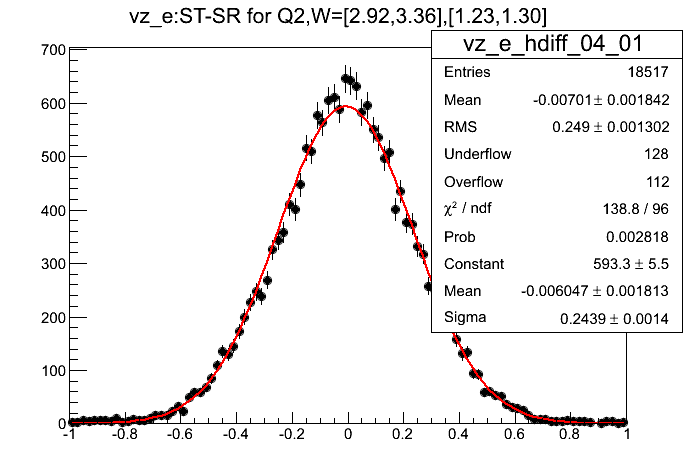 vz_e:ST-SR for Q2,W=[2.92,3.36],[1.23,1.30]
vz_e_hdiff_04_01
Entries 18517
Mean -0.00701 ± 0.001842
RMS 0.249 ± 0.001302
Underflow 128
Overflow 112
χ² / ndf 138.8 / 96
Prob 0.002818
Constant 593.3 ± 5.5
Mean -0.006047 ± 0.001813
Sigma 0.2439 ± 0.0014
700
600
500
400
300
200
100
0
-1 -0.8 -0.6 -0.4 -0.2 0 0.2 0.4 0.6 0.8 1